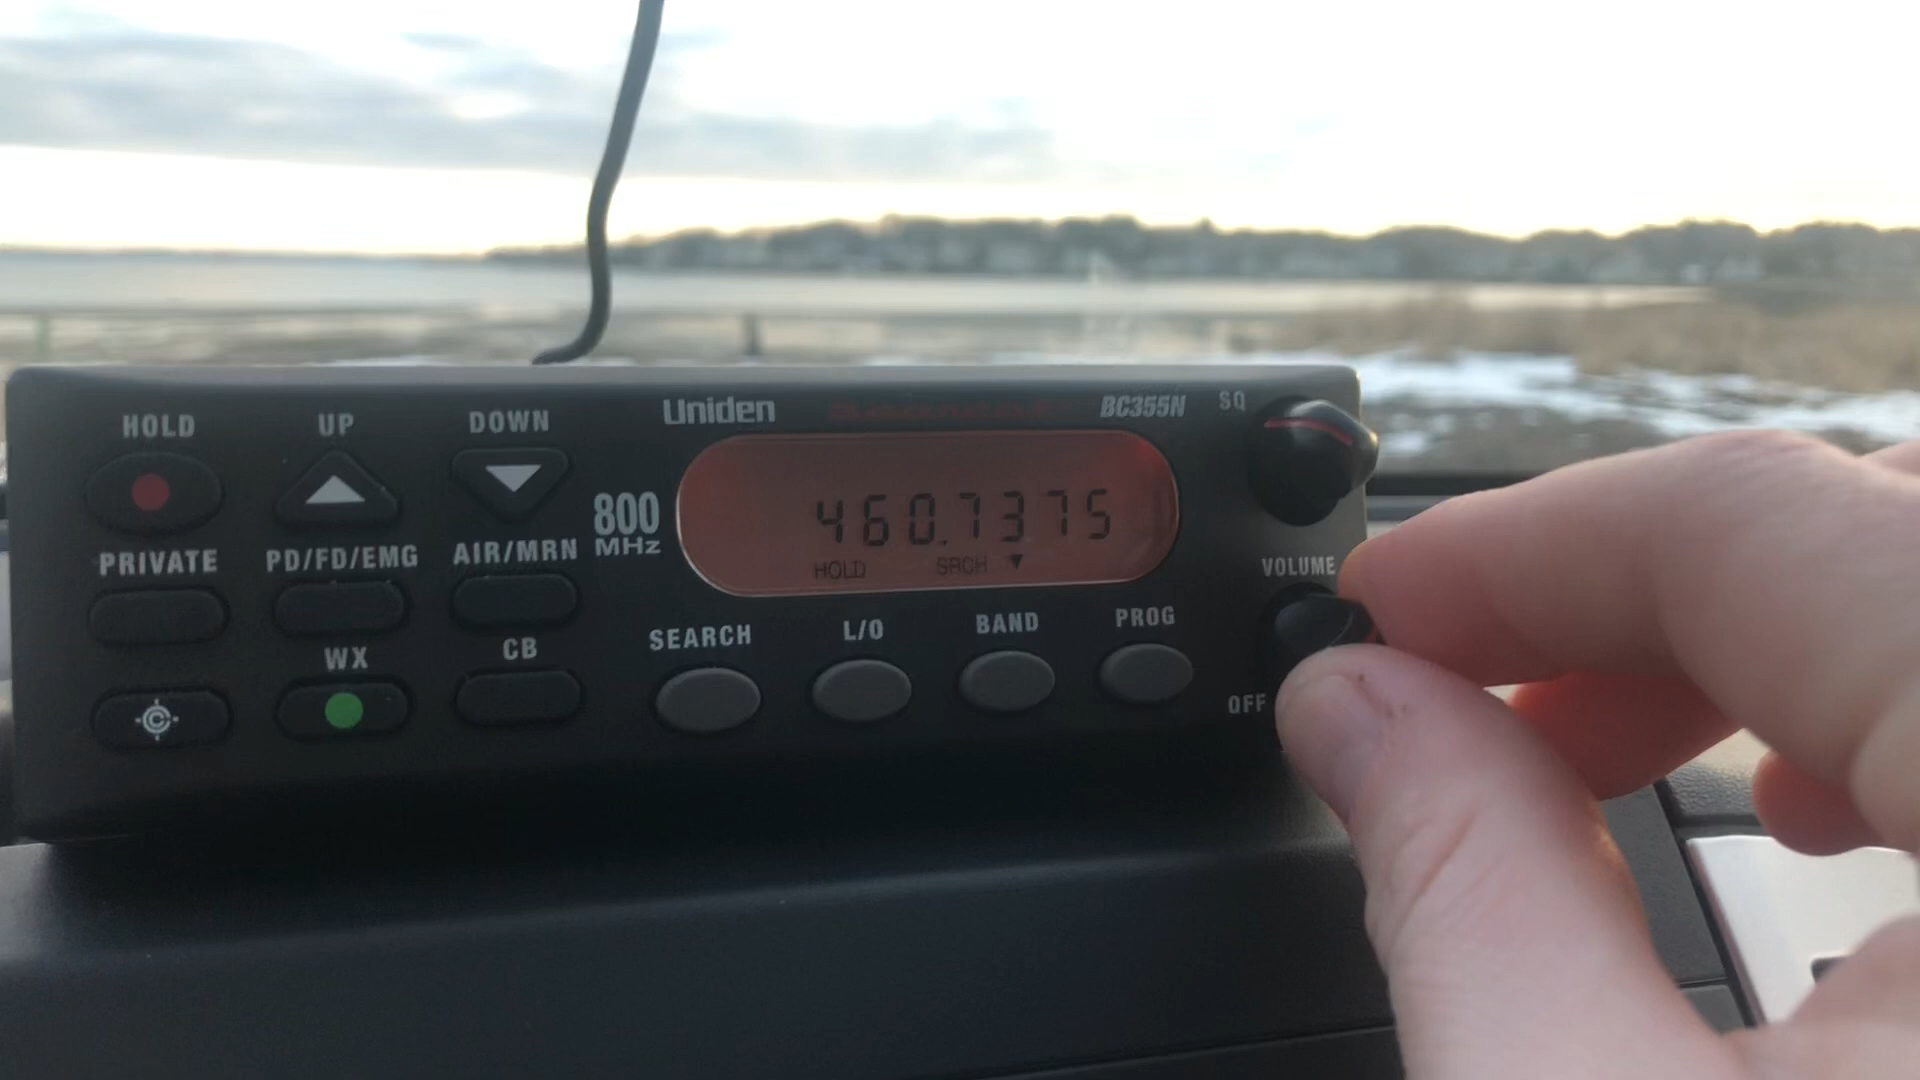 HOLD UP DOWN Uniden BC355N SQ
800
MHz
460.7375
HOLD SRCH
PRIVATE PD/FD/EMG AIR/MRN VOLUME
WX CB SEARCH L/O BAND PROG
OFF